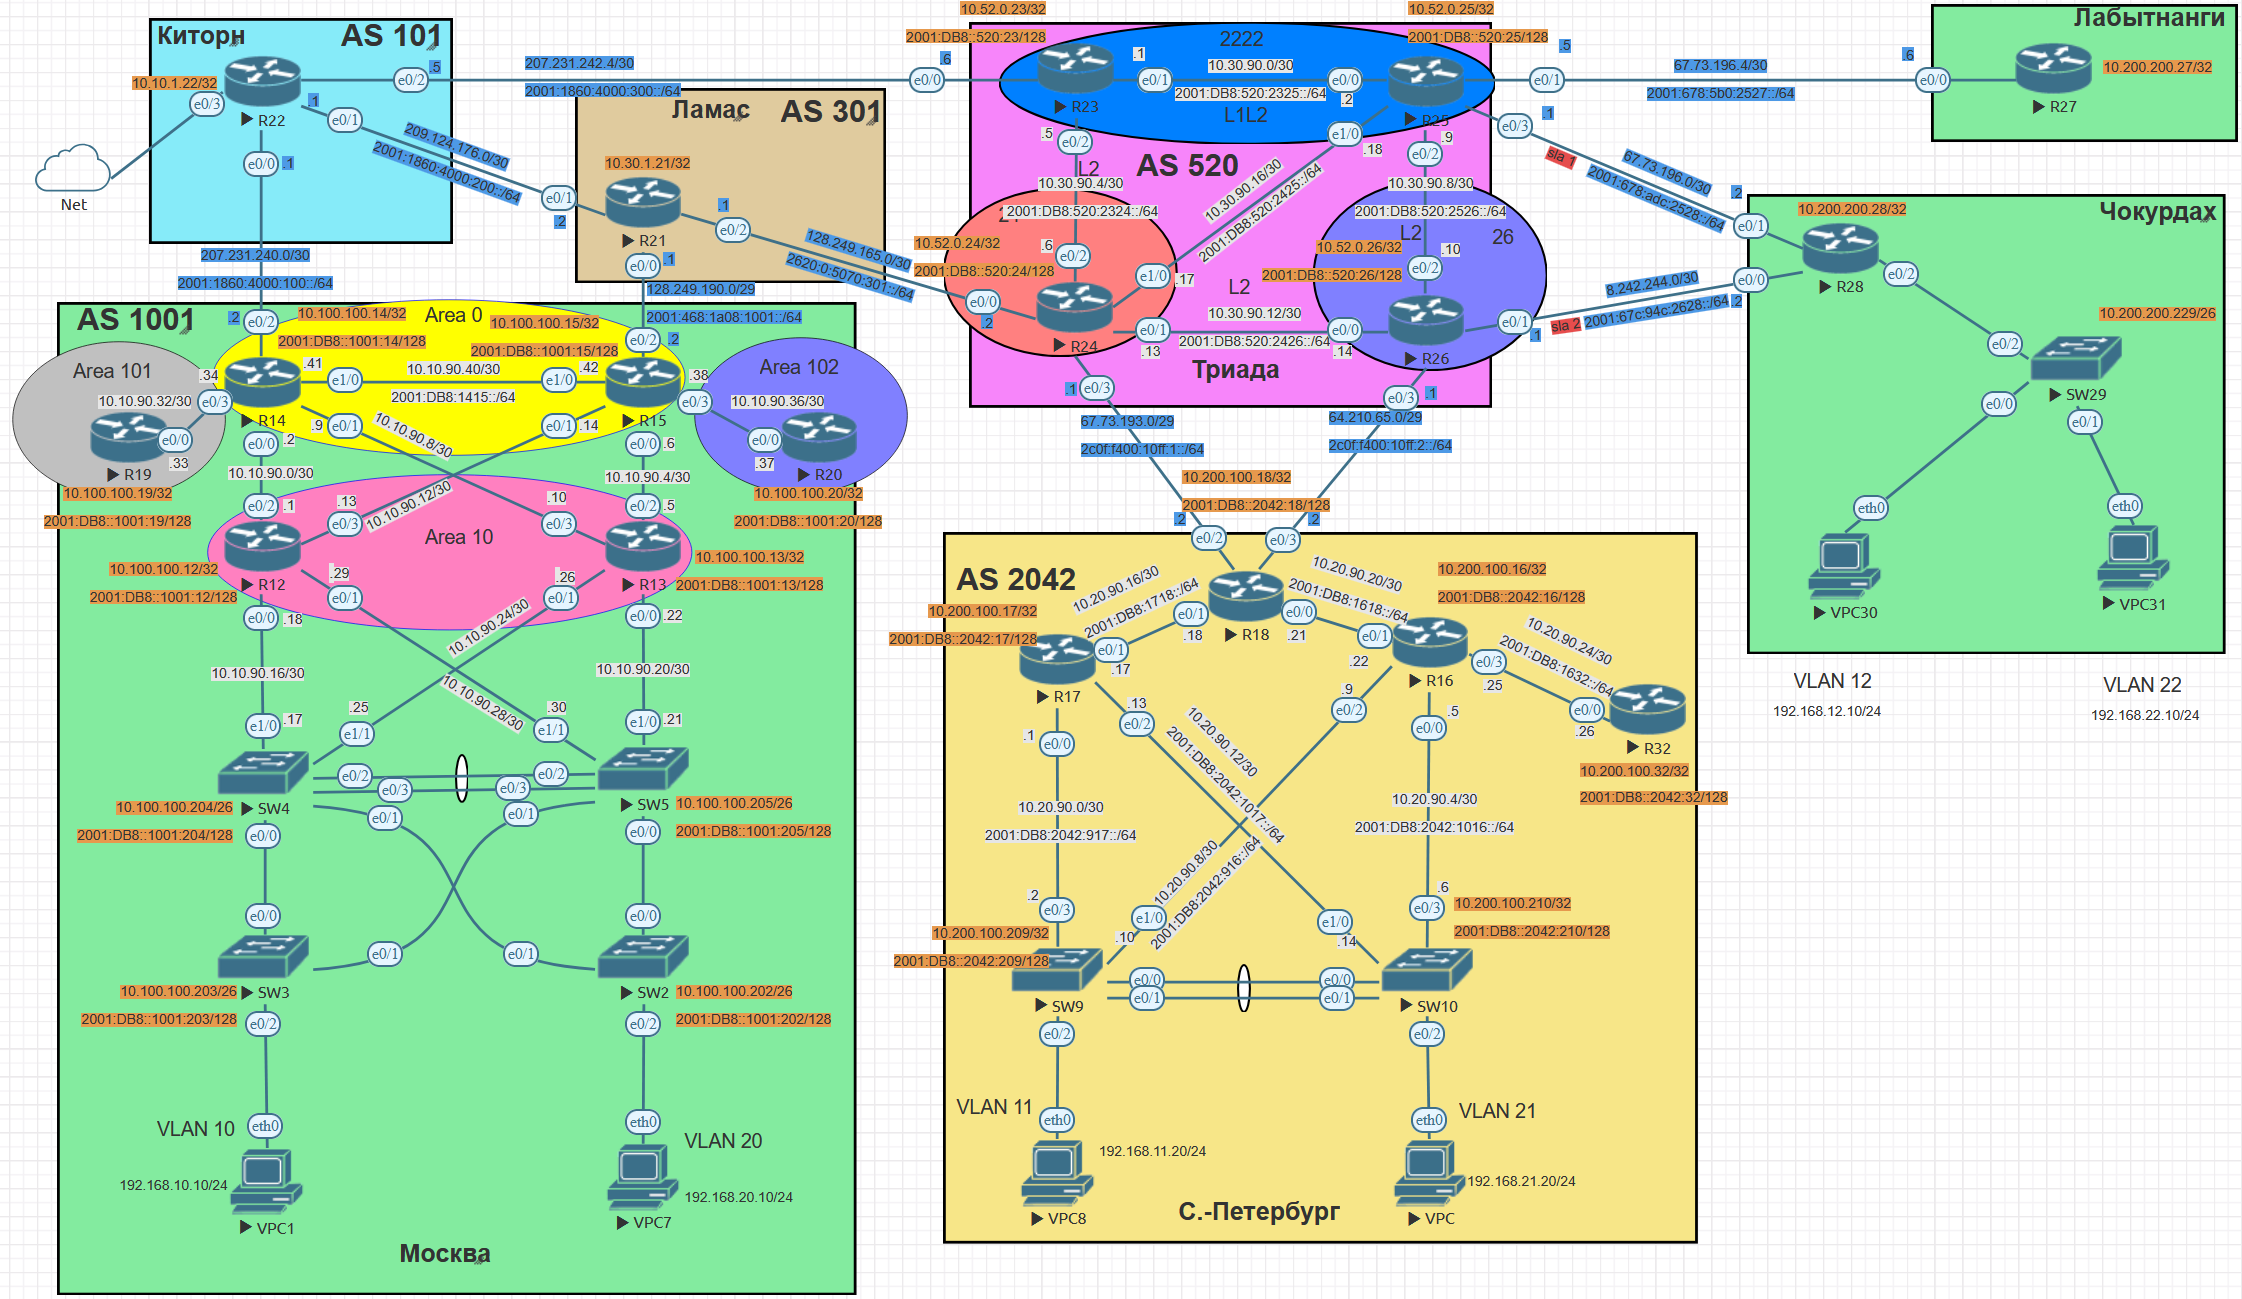 Киторн
AS 101
10.10.1.22/32
e0/3
R22
e0/2
.5
.1
e0/1
e0/0
.1
Net
207.231.242.4/30
2001:1860:4000:300::/64
209.124.176.0/30
2001:1860:4000:200::/64
207.231.240.0/30
2001:1860:4000:100::/64
Ламас
AS 301
10.30.1.21/32
e0/1
.2
R21
.1
e0/2
e0/0
.1
128.249.165.0/30
2620:0:5070:301::/64
128.249.190.0/29
2001:468:1a08:1001::/64
10.52.0.23/32
2001:DB8::520:23/128
.6
e0/0
R23
.1
e0/1
2222
10.30.90.0/30
2001:DB8:520:2325::/64
L1L2
e0/0
.2
10.52.0.25/32
2001:DB8::520:25/128
R25
.5
e0/1
.1
e0/3
e1/0
.18
.9
e0/2
.5
e0/2
L2
AS 520
10.30.90.4/30
2001:DB8:520:2324::/64
10.30.90.16/30
2001:DB8:520:2425::/64
10.30.90.8/30
2001:DB8:520:2526::/64
L2
26
10.52.0.24/32
2001:DB8::520:24/128
.6
e0/2
e1/0
.17
e0/0
.2
R24
e0/1
.13
L2
10.30.90.12/30
2001:DB8:520:2426::/64
10.52.0.26/32
2001:DB8::520:26/128
.10
e0/2
e0/0
.14
R26
e0/1
.1
Триада
.1
e0/3
e0/3
.1
67.73.193.0/29
2c0f:f400:10ff:1::/64
64.210.65.0/29
2c0f:f400:10ff:2::/64
67.73.196.4/30
2001:678:5b0:2527::/64
Лабытнанги
.6
e0/0
R27
10.200.200.27/32
sla 1
67.73.196.0/30
2001:678:adc:2528::/64
sla 2
8.242.244.0/30
2001:67c:94c:2628::/64
Чокурдах
10.200.200.28/32
.2
e0/1
e0/0
.2
R28
e0/2
10.200.200.229/26
e0/2
SW29
e0/0
e0/1
eth0
eth0
VPC30
VPC31
VLAN 12
192.168.12.10/24
VLAN 22
192.168.22.10/24
AS 1001
.2
e0/2
10.100.100.14/32
2001:DB8::1001:14/128
Area 0
10.100.100.15/32
2001:DB8::1001:15/128
e0/2
.2
Area 101
10.10.90.32/30
.34
e0/3
e0/0
.33
R19
10.100.100.19/32
2001:DB8::1001:19/128
R14
.41
e1/0
10.10.90.40/30
2001:DB8:1415::/64
.42
e1/0
R15
.9
e0/1
10.10.90.8/30
e0/1
.14
e0/0
.2
e0/0
.6
Area 102
.38
e0/3
10.10.90.36/30
e0/0
.37
R20
10.100.100.20/32
2001:DB8::1001:20/128
10.10.90.0/30
10.10.90.4/30
10.10.90.12/30
e0/2
.1
.13
e0/3
.10
e0/3
e0/2
.5
Area 10
R12
10.100.100.12/32
2001:DB8::1001:12/128
R13
10.100.100.13/32
2001:DB8::1001:13/128
.29
e0/1
.26
e0/1
e0/0
.18
e0/0
.22
10.10.90.16/30
10.10.90.24/30
10.10.90.28/30
10.10.90.20/30
e1/0
.17
.25
e1/1
.30
e1/1
e1/0
.21
SW4
10.100.100.204/26
2001:DB8::1001:204/128
e0/2
e0/3
e0/2
e0/3
e0/1
e0/1
SW5
10.100.100.205/26
2001:DB8::1001:205/128
e0/0
e0/0
e0/0
e0/0
e0/1
e0/1
SW3
10.100.100.203/26
2001:DB8::1001:203/128
SW2
10.100.100.202/26
2001:DB8::1001:202/128
e0/2
e0/2
VLAN 10
eth0
192.168.10.10/24
VPC1
eth0
VLAN 20
192.168.20.10/24
VPC7
Москва
AS 2042
10.200.100.18/32
2001:DB8::2042:18/128
.2
e0/2
.2
e0/3
R18
e0/1
.18
e0/0
.21
10.20.90.16/30
2001:DB8:1718::/64
10.20.90.20/30
2001:DB8:1618::/64
10.200.100.17/32
2001:DB8::2042:17/128
e0/1
.17
R17
10.200.100.16/32
2001:DB8::2042:16/128
e0/1
.22
R16
e0/3
.25
10.20.90.24/30
2001:DB8:1632::/64
e0/0
.26
R32
10.200.100.32/32
2001:DB8::2042:32/128
.1
e0/0
.13
e0/2
.9
e0/2
.5
e0/0
10.20.90.12/30
2001:DB8:2042:1017::/64
10.20.90.0/30
2001:DB8:2042:917::/64
10.20.90.4/30
2001:DB8:2042:1016::/64
10.20.90.8/30
2001:DB8:2042:916::/64
.2
e0/3
e1/0
.10
e1/0
.14
.6
e0/3
10.200.100.209/32
2001:DB8::2042:209/128
10.200.100.210/32
2001:DB8::2042:210/128
SW9
e0/0
e0/1
e0/0
e0/1
SW10
e0/2
e0/2
VLAN 11
eth0
192.168.11.20/24
VPC8
eth0
VLAN 21
192.168.21.20/24
VPC
С.-Петербург